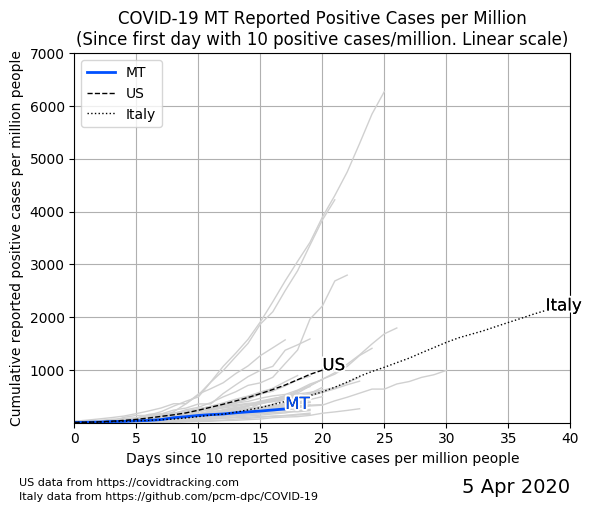 COVID-19 MT Reported Positive Cases per Million
(Since first day with 10 positive cases/million. Linear scale)
Cumulative reported positive cases per million people
7000
6000
5000
4000
3000
2000
1000
MT
US
Italy
Italy
US
MT
0
5
10
15
20
25
30
35
40
Days since 10 reported positive cases per million people
US data from https://covidtracking.com
Italy data from https://github.com/pcm-dpc/COVID-19
5 Apr 2020